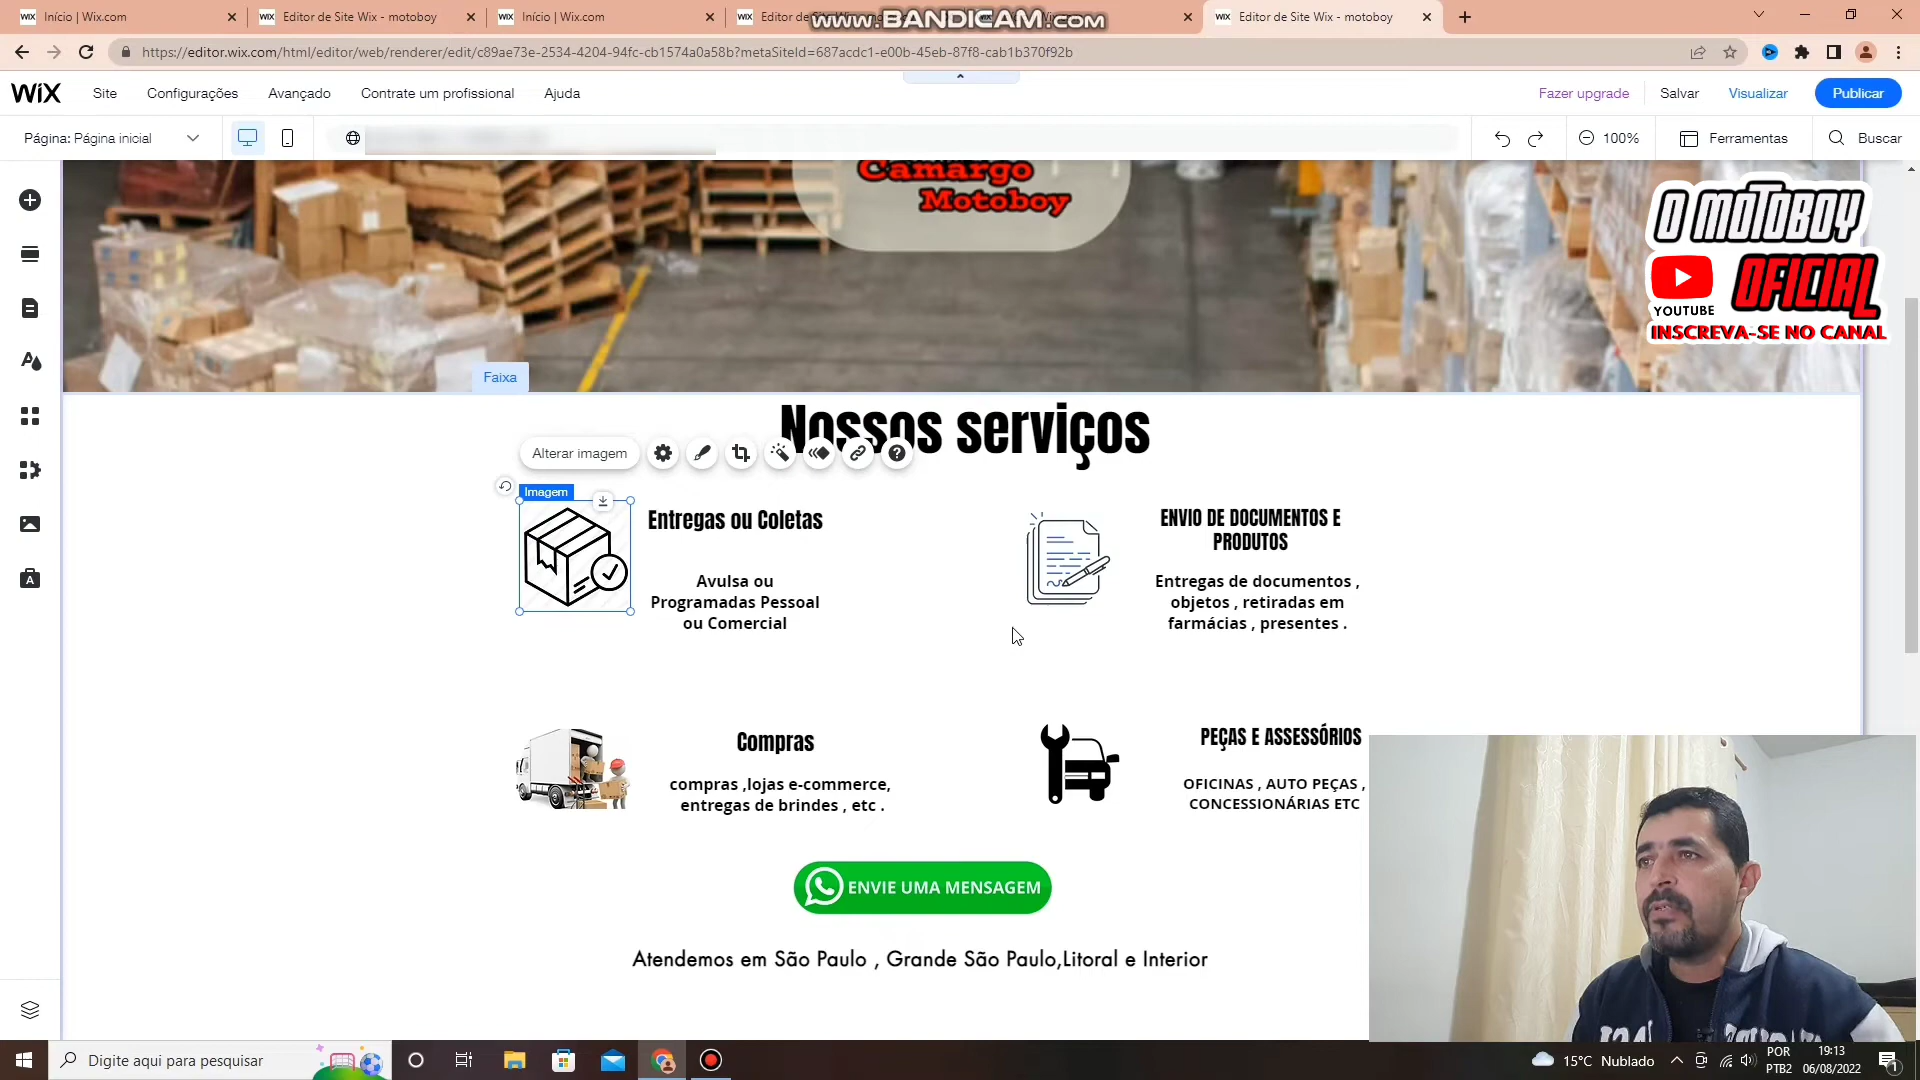 Início | Wix.com
Editor de Site Wix - motoboy
Início | Wix.com
Editor de
www.BANDICAM.com
Editor de Site Wix - motoboy
https://editor.wix.com/html/editor/web/renderer/edit/c89ae73e-2534-4204-94fc-cb1574a0a58b?metaSiteId=687acdc1-e00b-45eb-87f8-cab1b370f92b
WiX
Site
Configurações
Avançado
Contrate um profissional
Ajuda
Fazer upgrade
Salvar
Visualizar
Publicar
Página: Página inicial
100%
Ferramentas
Buscar
Camargo
Motoboy
O MOTOBOY
OFICIAL
YOUTUBE
INSCREVA-SE NO CANAL
Faixa
Nossos serviços
Alterar imagem
Imagem
Entregas ou Coletas
Avulsa ou
Programadas Pessoal
ou Comercial
ENVIO DE DOCUMENTOS E
PRODUTOS
Entregas de documentos ,
objetos , retiradas em
farmácias , presentes .
Compras
compras ,lojas e-commerce,
entregas de brindes , etc .
PEÇAS E ASSESSÓRIOS
OFICINAS , AUTO PEÇAS ,
CONCESSIONÁRIAS ETC
ENVIE UMA MENSAGEM
Atendemos em São Paulo , Grande São Paulo,Litoral e Interior
Digite aqui para pesquisar
15°C Nublado
POR
PTB2
19:13
06/08/2022
1